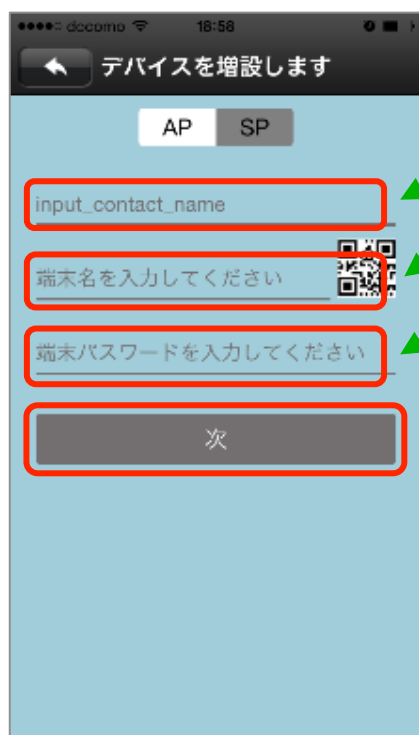 docomo 18:58
デバイスを増設します
AP SP
input_contact_name
端末名を入力してください
端末パスワードを入力してください
次